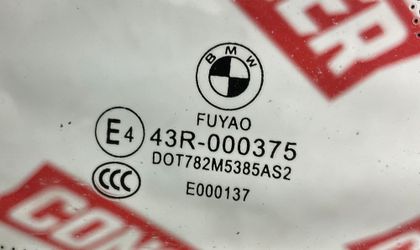 BMW
FUYAO
E4 43R-000375
DOT782M5385AS2
CCC
E000137